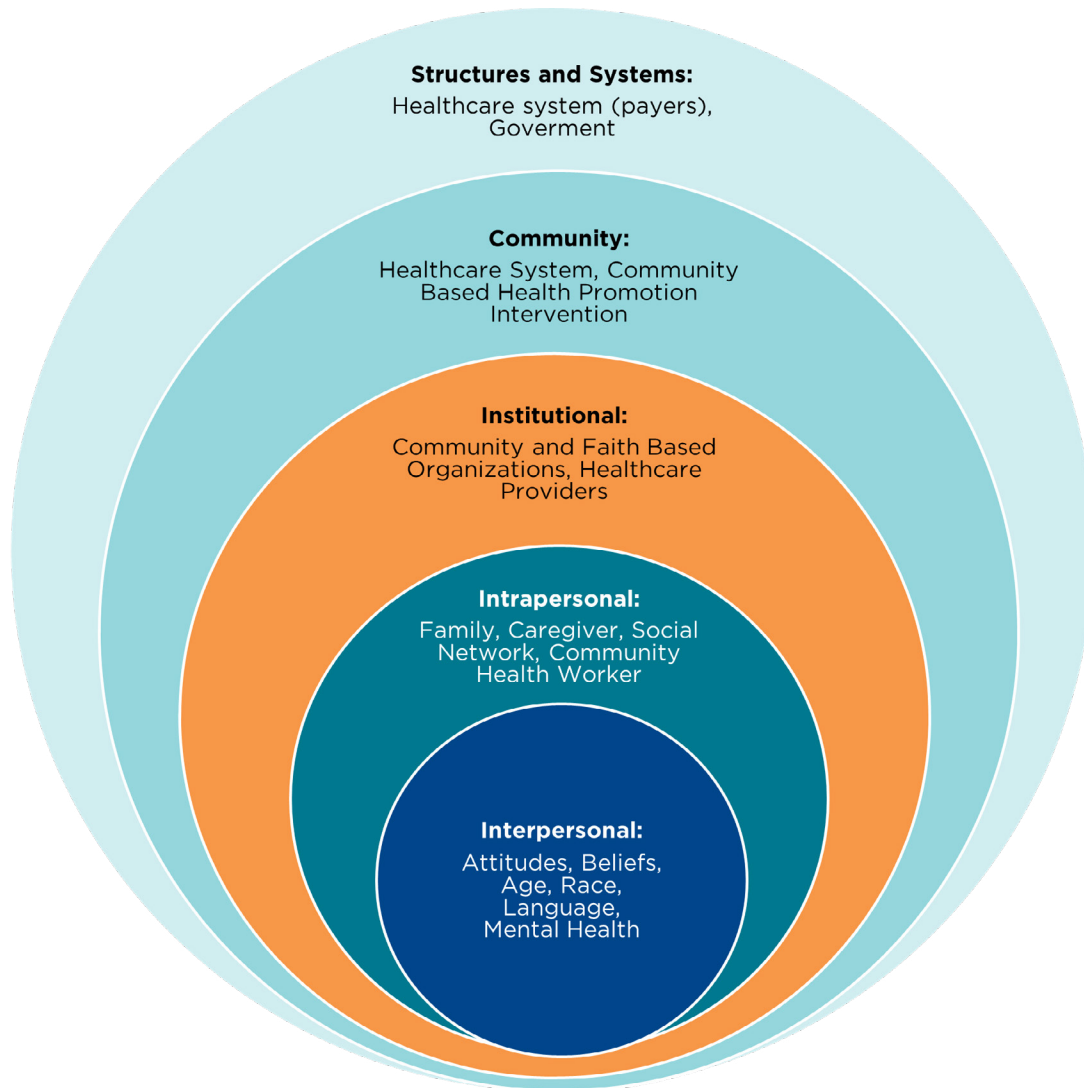 Structures and Systems:
Healthcare system (payers),
Goverment
Community:
Healthcare System, Community
Based Health Promotion
Intervention
Institutional:
Community and Faith Based
Organizations, Healthcare
Providers
Intrapersonal:
Family, Caregiver, Social
Network, Community
Health Worker
Interpersonal:
Attitudes, Beliefs,
Age, Race,
Language,
Mental Health